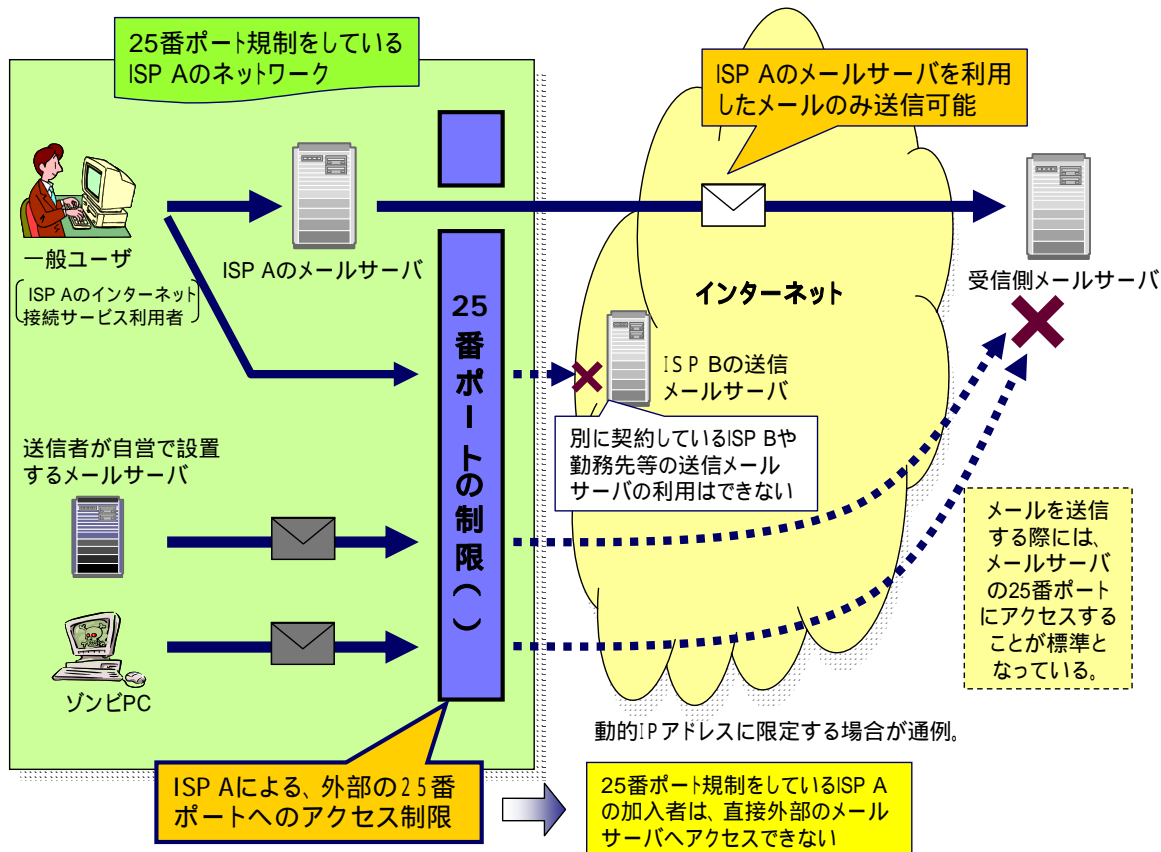 25番ポート規制をしている
ISP Aのネットワーク
ISP Aのメールサーバを利用
したメールのみ送信可能
一般ユーザ
ISP Aのインターネット
接続サービス利用者
ISP Aのメールサーバ
受信側メールサーバ
インターネット
25番ポートの制限( )
ISP Bの送信
メールサーバ
別に契約しているISP Bや
勤務先等の送信メール
サーバの利用はできない
送信者が自営で設置
するメールサーバ
ゾンビPC
メールを送信
する際には、
メールサーバ
の25番ポート
にアクセスする
ことが標準と
なっている。
動的IPアドレスに限定する場合が通例。
ISP Aによる、外部の25番
ポートへのアクセス制限
25番ポート規制をしているISP A
の加入者は、直接外部のメール
サーバへアクセスできない